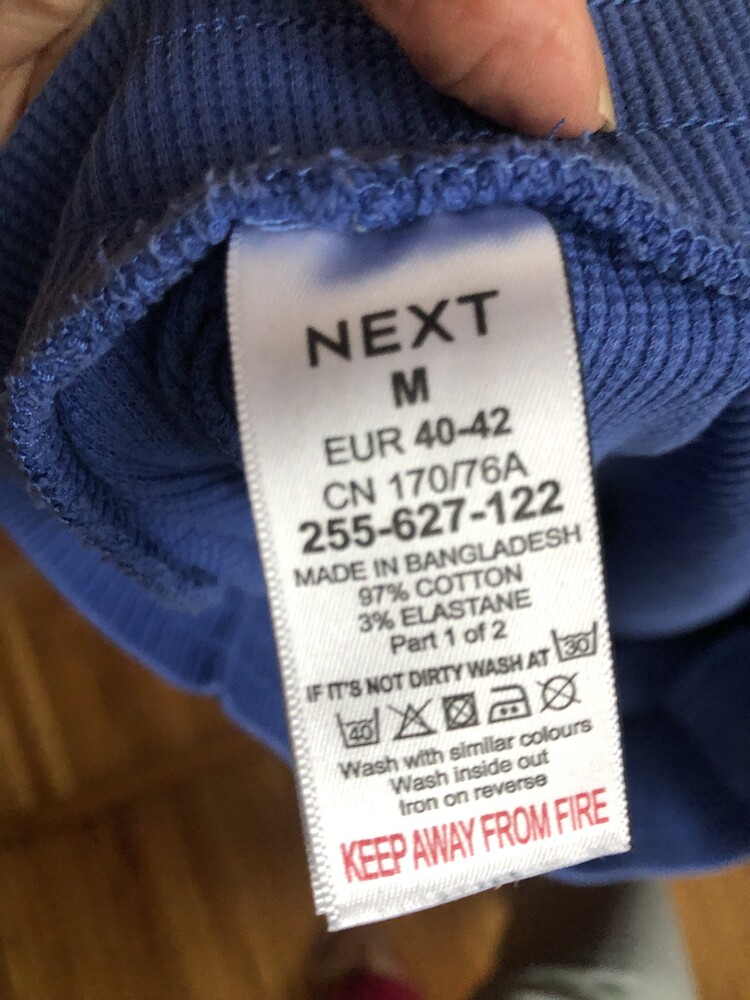 NEXT
M
EUR 40-42
CN 170/76A
255-627-122
MADE IN BANGLADESH
97% COTTON
3% ELASTANE
Part 1 of 2
IF IT'S NOT DIRTY WASH AT 30
40
Wash with similar colours
Wash inside out
Iron on reverse
KEEP AWAY FROM FIRE